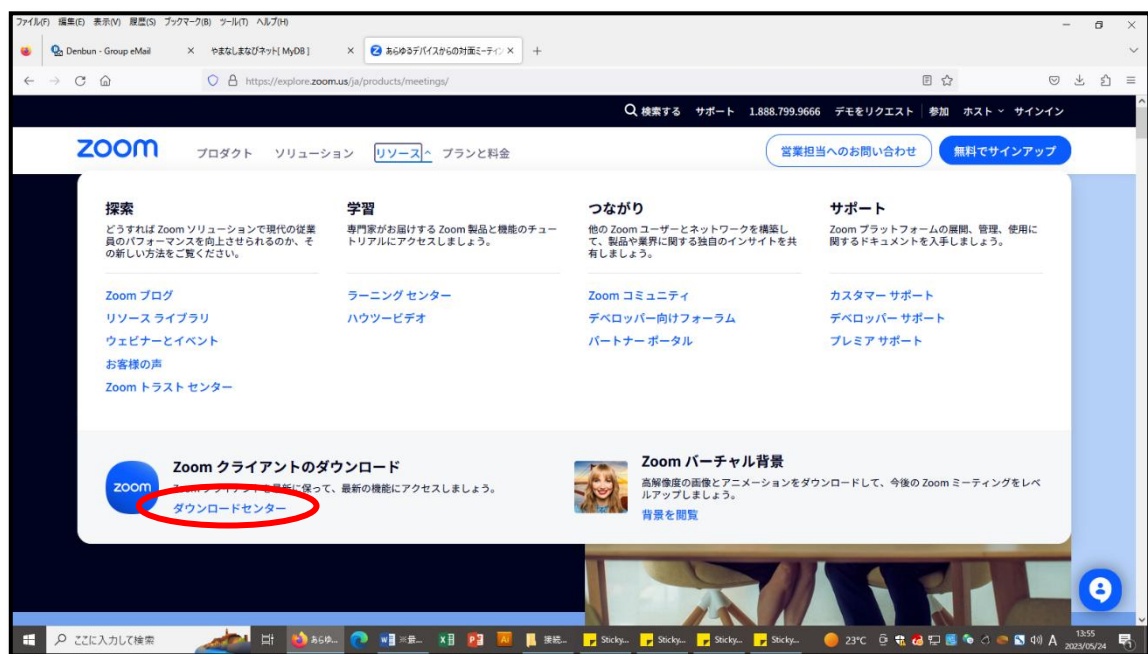 ファイル(F) 編集(E) 表示(V) 履歴(S) ブックマーク(B) ツール(T) ヘルプ(H)
Denbun - Group eMail
やまなしまなびネット[ MyDB ]
あらゆるデバイスからの対面ミーティン
https://explore.zoom.us/ja/products/meetings/
検索する サポート 1.888.799.9666 デモをリクエスト 参加 ホスト サインイン
zoom プロダクト ソリューション リソース プランと料金 営業担当へのお問い合わせ 無料でサインアップ
探索
どうすれば Zoom ソリューションで現代の従業
員のパフォーマンスを向上させられるのか、そ
の新しい方法をご覧ください。
Zoom ブログ
リソース ライブラリ
ウェビナーとイベント
お客様の声
Zoom トラスト センター
学習
専門家がお届けする Zoom 製品と機能のチュー
トリアルにアクセスしましょう。
ラーニング センター
ハウツービデオ
つながり
他の Zoom ユーザーとネットワークを構築し
て、製品や業界に関する独自のインサイトを共
有しましょう。
Zoom コミュニティ
デベロッパー向けフォーラム
パートナー ポータル
サポート
Zoom プラットフォームの展開、管理、使用に
関するドキュメントを入手しましょう。
カスタマー サポート
デベロッパー サポート
プレミア サポート
zoom
Zoom クライアントのダウンロード
を最新に保って、最新の機能にアクセスしましょう。
ダウンロードセンター
Zoom バーチャル背景
高解像度の画像とアニメーションをダウンロードして、今後の Zoom ミーティングをレベ
ルアップしましょう。
背景を閲覧
ここに入力して検索
あらゆ...
接続...
Sticky...
Sticky...
Sticky...
Sticky...
23°C
A
13:55
2023/05/24